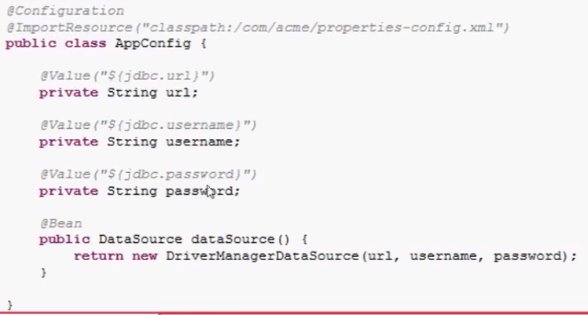 @Configuration
@ImportResource("classpath:/com/acme/properties-config.xml")
public class AppConfig {
@Value("${jdbc.url}")
private String url;
@Value("${jdbc.username}")
private String username;
@Value("${jdbc.password}")
private String password;
@Bean
public DataSource dataSource() {
return new DriverManagerDataSource(url, username, password);
}
}